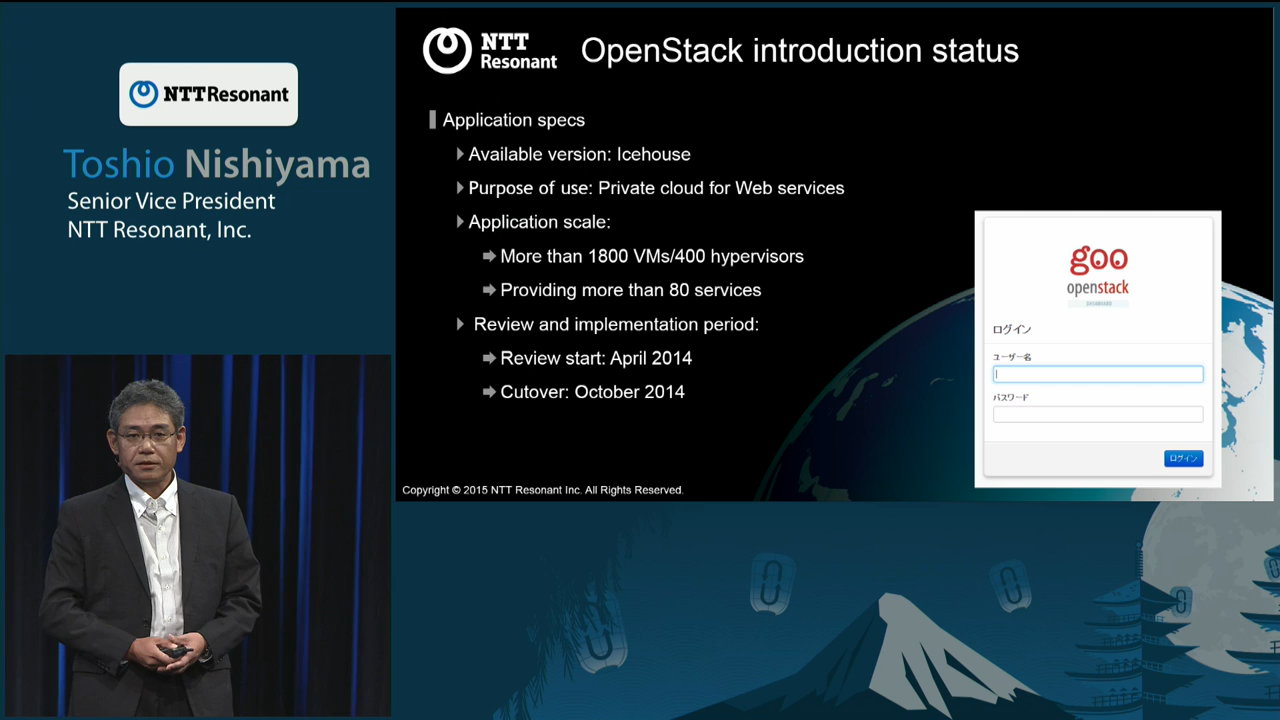 NTT Resonant
Toshio Nishiyama
Senior Vice President
NTT Resonant, Inc.
NTT
Resonant
OpenStack introduction status
Application specs
Available version: Icehouse
Purpose of use: Private cloud for Web services
Application scale:
More than 1800 VMs/400 hypervisors
Providing more than 80 services
Review and implementation period:
Review start: April 2014
Cutover: October 2014
goo
openstack
DASHBOARD
ログイン
ユーザー名
パスワード
ログイン
Copyright © 2015 NTT Resonant Inc. All Rights Reserved.